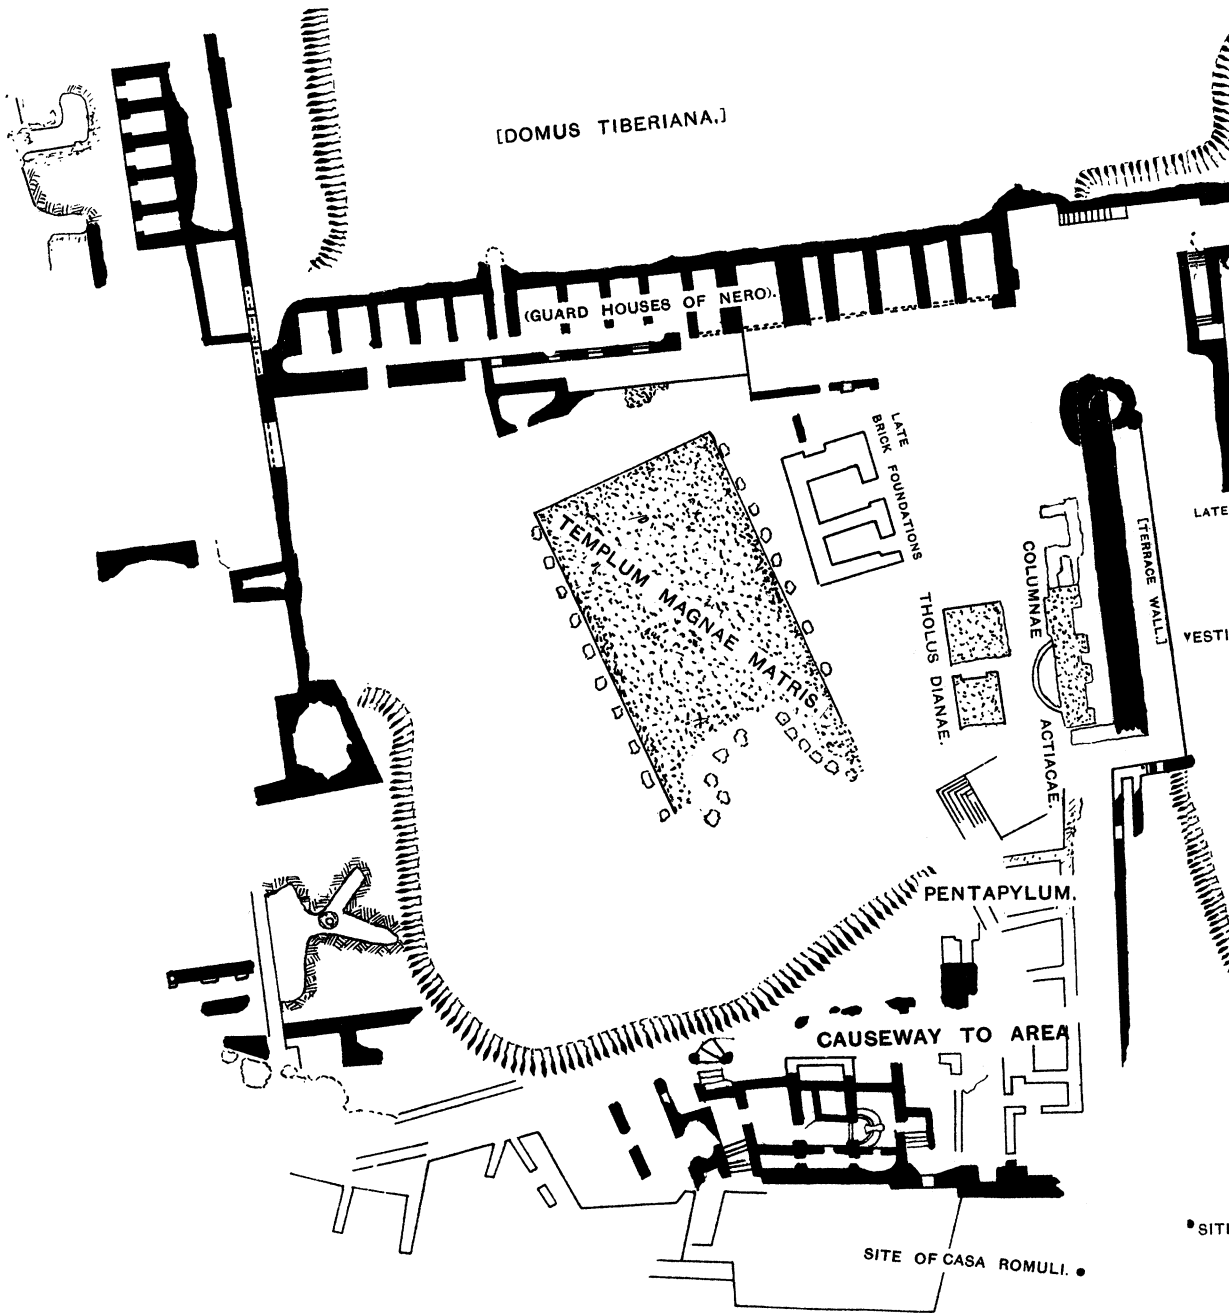 [DOMUS TIBERIANA.]
(GUARD HOUSES OF NERO).
LATE
BRICK FOUNDATIONS
TEMPLUM MAGNAE MATRIS
THOLUS DIANAE.
COLUMNAE ACTIACAE.
[TERRACE WALL.]
LATE
VESTI
PENTAPYLUM.
CAUSEWAY TO AREA
SITE OF CASA ROMULI.
SITE